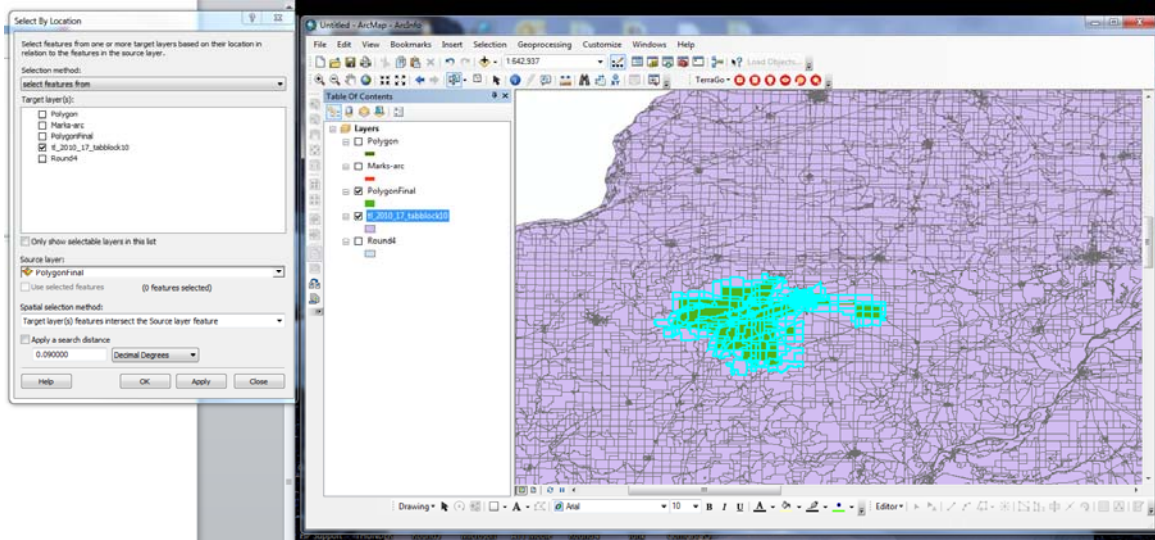 Select By Location
Select features from one or more target layers based on their location in
relation to the features in the source layer.
Selection method:
select features from
Target layer(s):
Polygon
Marks-arc
PolygonFinal
tl_2010_17_tabblock10
Round4
Only show selectable layers in this list
Source layer:
PolygonFinal
Use selected features (0 features selected)
Spatial selection method:
Target layer(s) features intersect the Source layer feature
Apply a search distance
0.090000 Decimal Degrees
Help OK Apply Close
Untitled - ArcMap - ArcInfo
File Edit View Bookmarks Insert Selection Geoprocessing Customize Windows Help
1:642,937 Load Objects...
TerraGo
Table Of Contents
Layers
Polygon
Marks-arc
PolygonFinal
tl_2010_17_tabblock10
Round4
Drawing A Arial 10 B I U A Editor